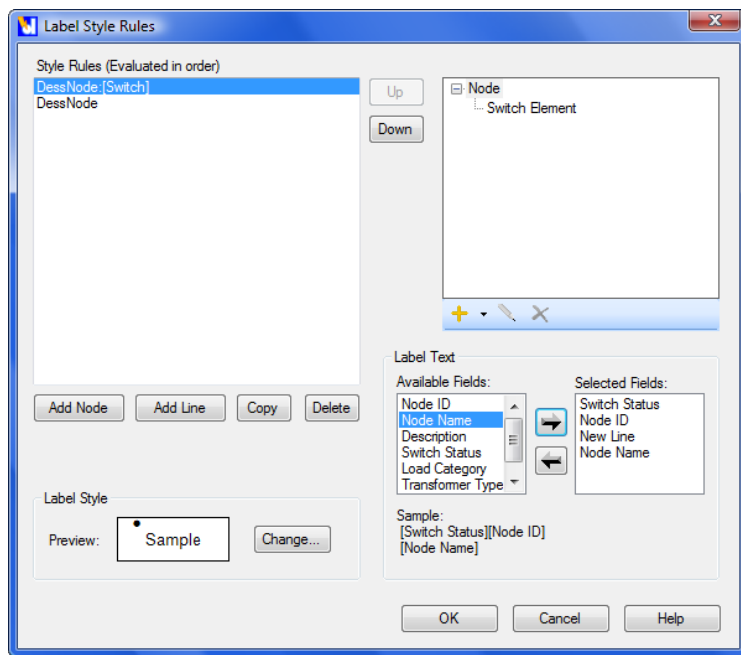 Label Style Rules
Style Rules (Evaluated in order)
DessNode:[Switch]
DessNode
Up
Down
Node
Switch Element
Add Node
Add Line
Copy
Delete
Label Text
Available Fields:
Node ID
Node Name
Description
Switch Status
Load Category
Transformer Type
Selected Fields:
Switch Status
Node ID
New Line
Node Name
Sample:
[Switch Status][Node ID]
[Node Name]
Label Style
Preview:
Sample
Change...
OK
Cancel
Help